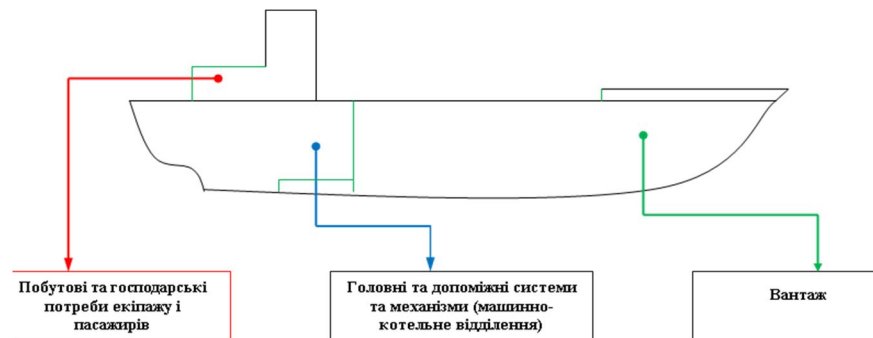 Побутові та господарські
потреби екіпажу і
пасажирів
Головні та допоміжні системи
та механізми (машинно-
котельне відділення)
Вантаж